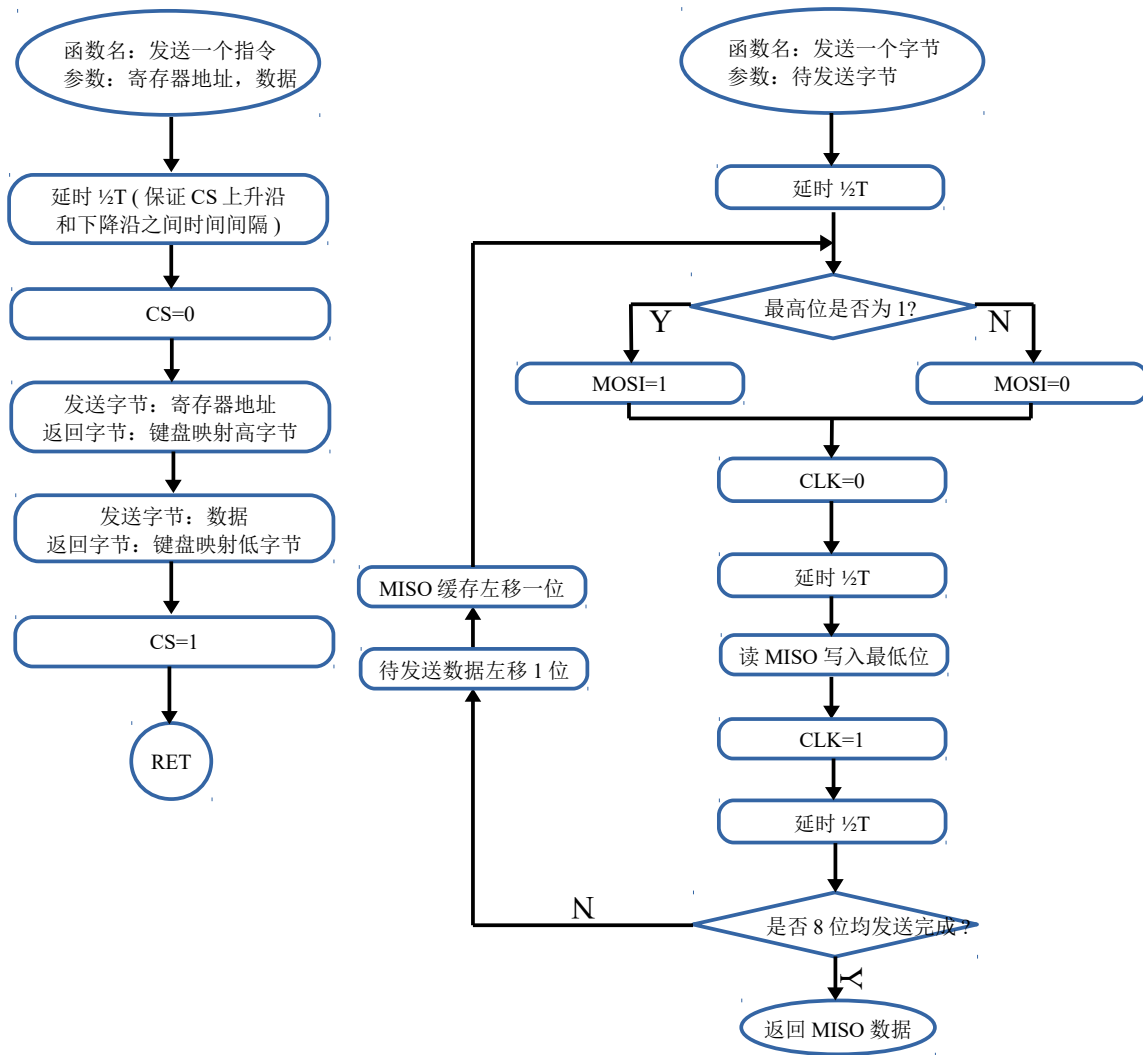 函数名：发送一个指令
参数：寄存器地址，数据
延时 ½T ( 保证 CS 上升沿
和下降沿之间时间间隔 )
CS=0
发送字节：寄存器地址
返回字节：键盘映射高字节
发送字节：数据
返回字节：键盘映射低字节
CS=1
RET
函数名：发送一个字节
参数：待发送字节
延时 ½T
最高位是否为 1?
Y
N
MOSI=1
MOSI=0
CLK=0
延时 ½T
读 MISO 写入最低位
CLK=1
延时 ½T
是否 8 位均发送完成 ?
N
Y
待发送数据左移 1 位
MISO 缓存左移一位
返回 MISO 数据